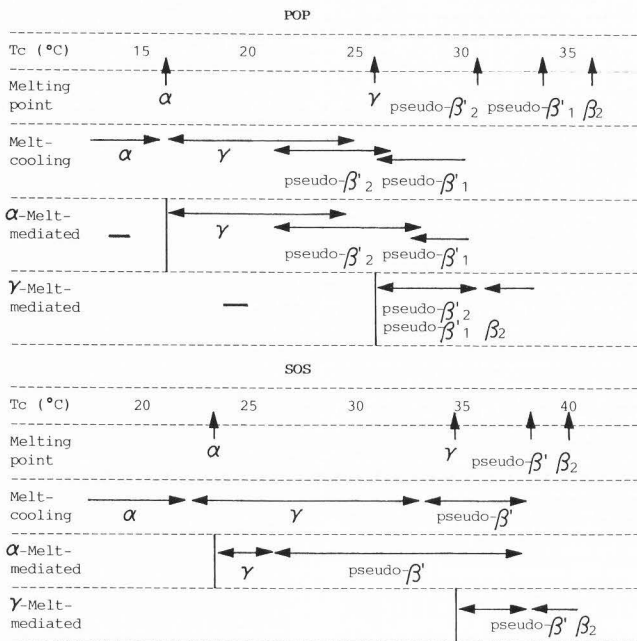 POP
Tc (°C) 15 20 25 30 35
Melting α γ pseudo-β'₂ pseudo-β'₁ β₂
point
Melt- α γ
cooling pseudo-β'₂ pseudo-β'₁
α-Melt- γ
mediated pseudo-β'₂ pseudo-β'₁
γ-Melt- pseudo-β'₂
mediated pseudo-β'₁ β₂
SOS
Tc (°C) 20 25 30 35 40
Melting α γ pseudo-β' β₂
point
Melt-
cooling α γ pseudo-β'
α-Melt-
mediated γ pseudo-β'
γ-Melt-
mediated pseudo-β' β₂